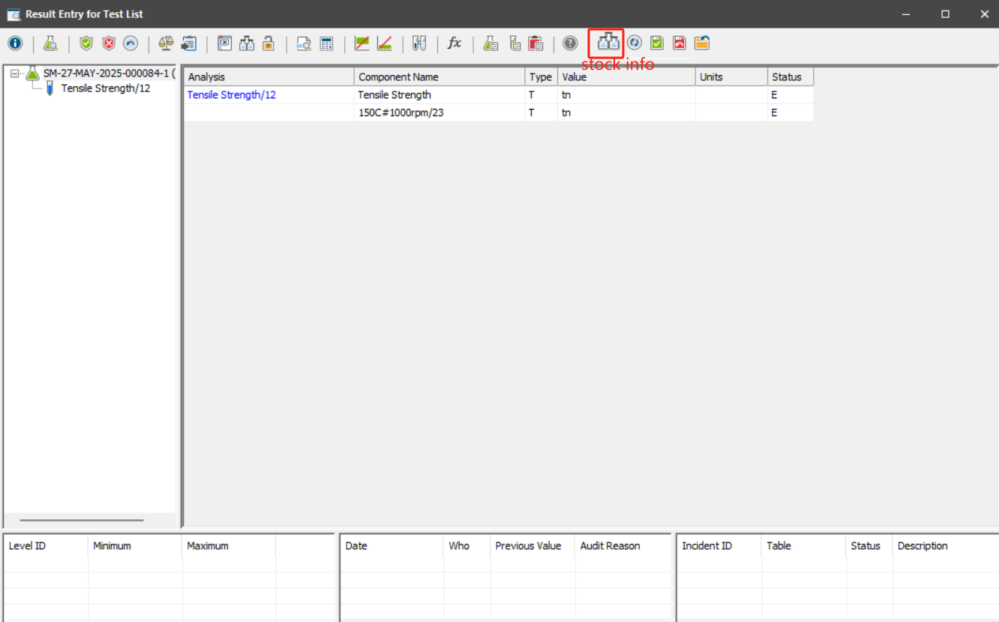 Result Entry for Test List
fx
stock info
SM-27-MAY-2025-000084-1 (
Tensile Strength/12
Analysis Component Name Type Value Units Status
Tensile Strength/12 Tensile Strength T tn E
150C#1000rpm/23 T tn E
Level ID Minimum Maximum
Date Who Previous Value Audit Reason
Incident ID Table Status Description